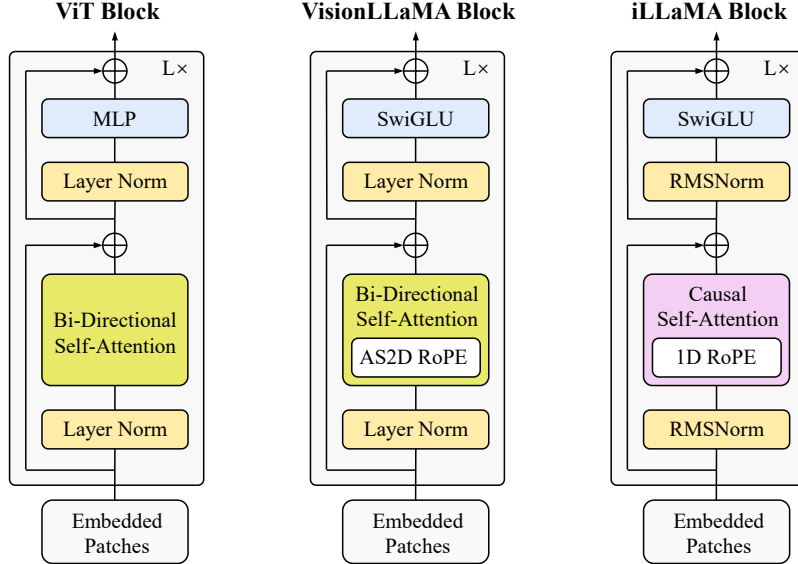 ViT Block
L×
MLP
Layer Norm
Bi-Directional
Self-Attention
Layer Norm
Embedded
Patches
VisionLLaMA Block
L×
SwiGLU
Layer Norm
Bi-Directional
Self-Attention
AS2D RoPE
Layer Norm
Embedded
Patches
iLLaMA Block
L×
SwiGLU
RMSNorm
Causal
Self-Attention
1D RoPE
RMSNorm
Embedded
Patches